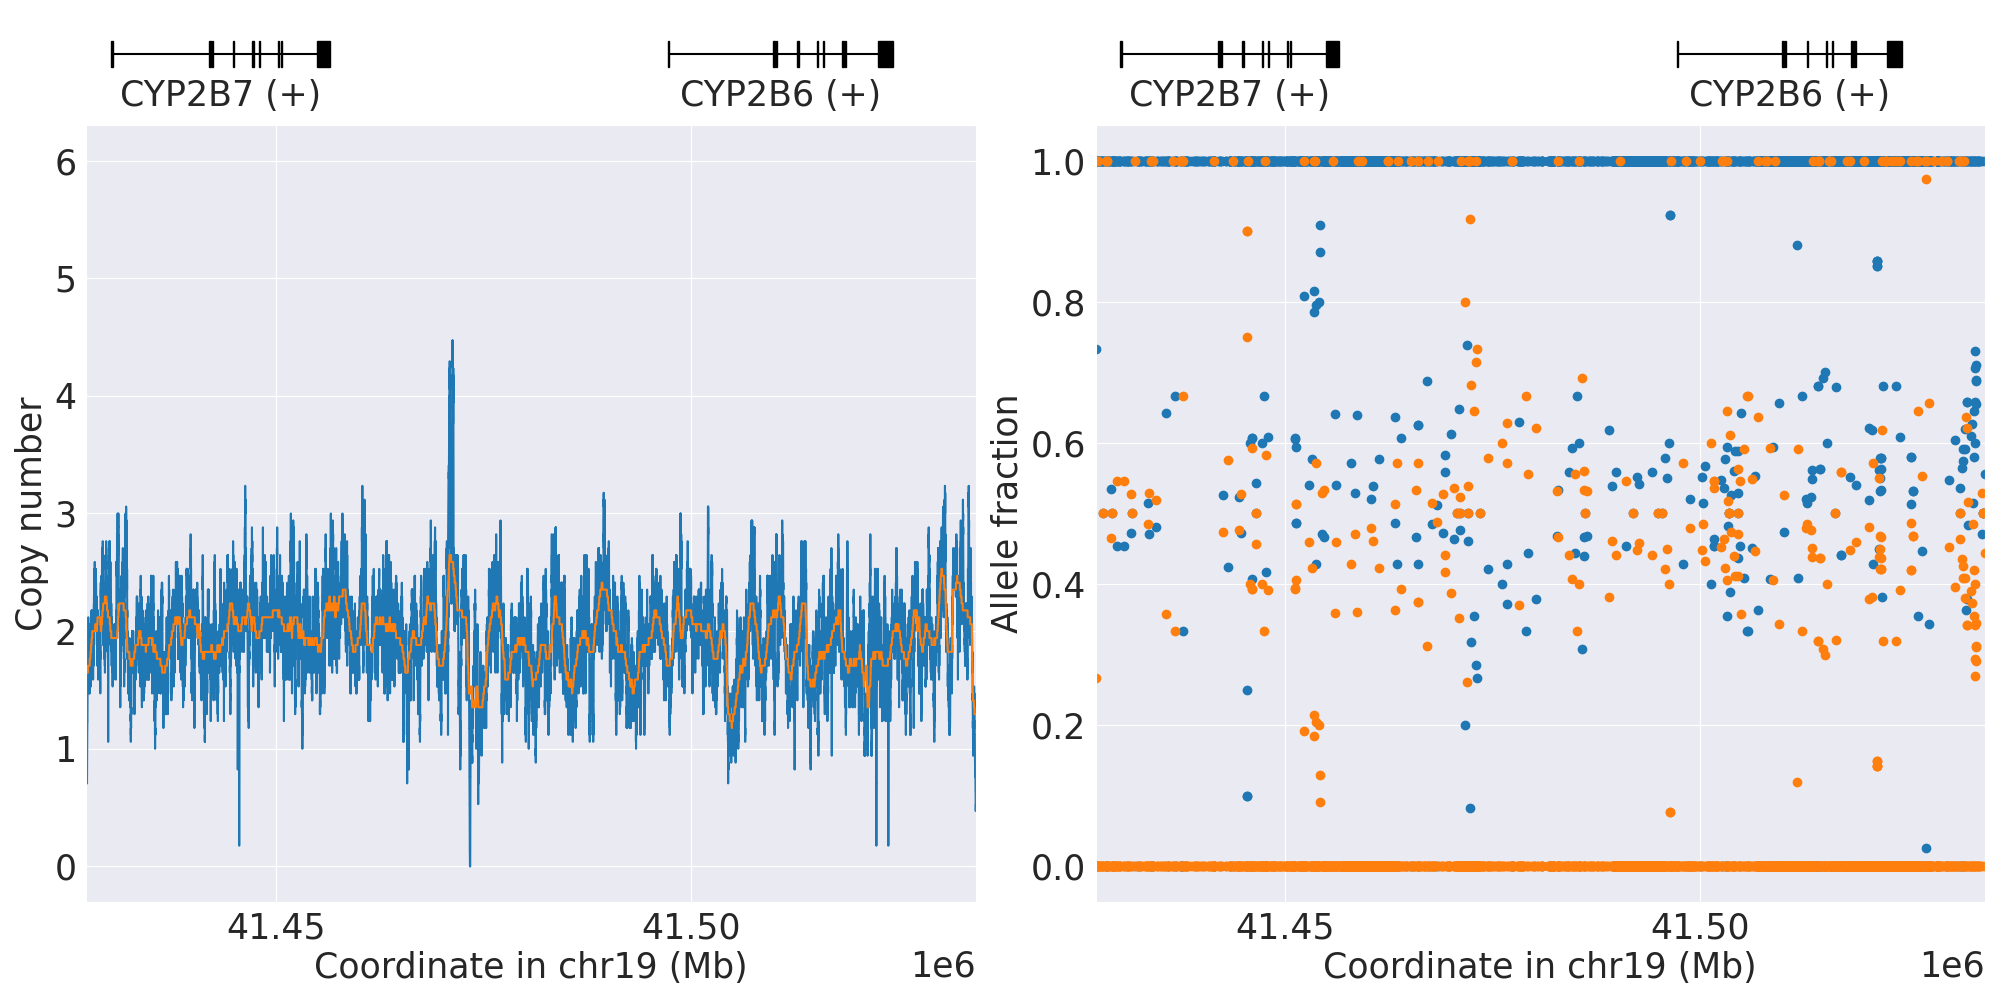 CYP2B7 (+)
CYP2B6 (+)
Copy number
6
5
4
3
2
1
0
41.45
41.50
Coordinate in chr19 (Mb)
1e6
CYP2B7 (+)
CYP2B6 (+)
Allele fraction
1.0
0.8
0.6
0.4
0.2
0.0
41.45
41.50
Coordinate in chr19 (Mb)
1e6